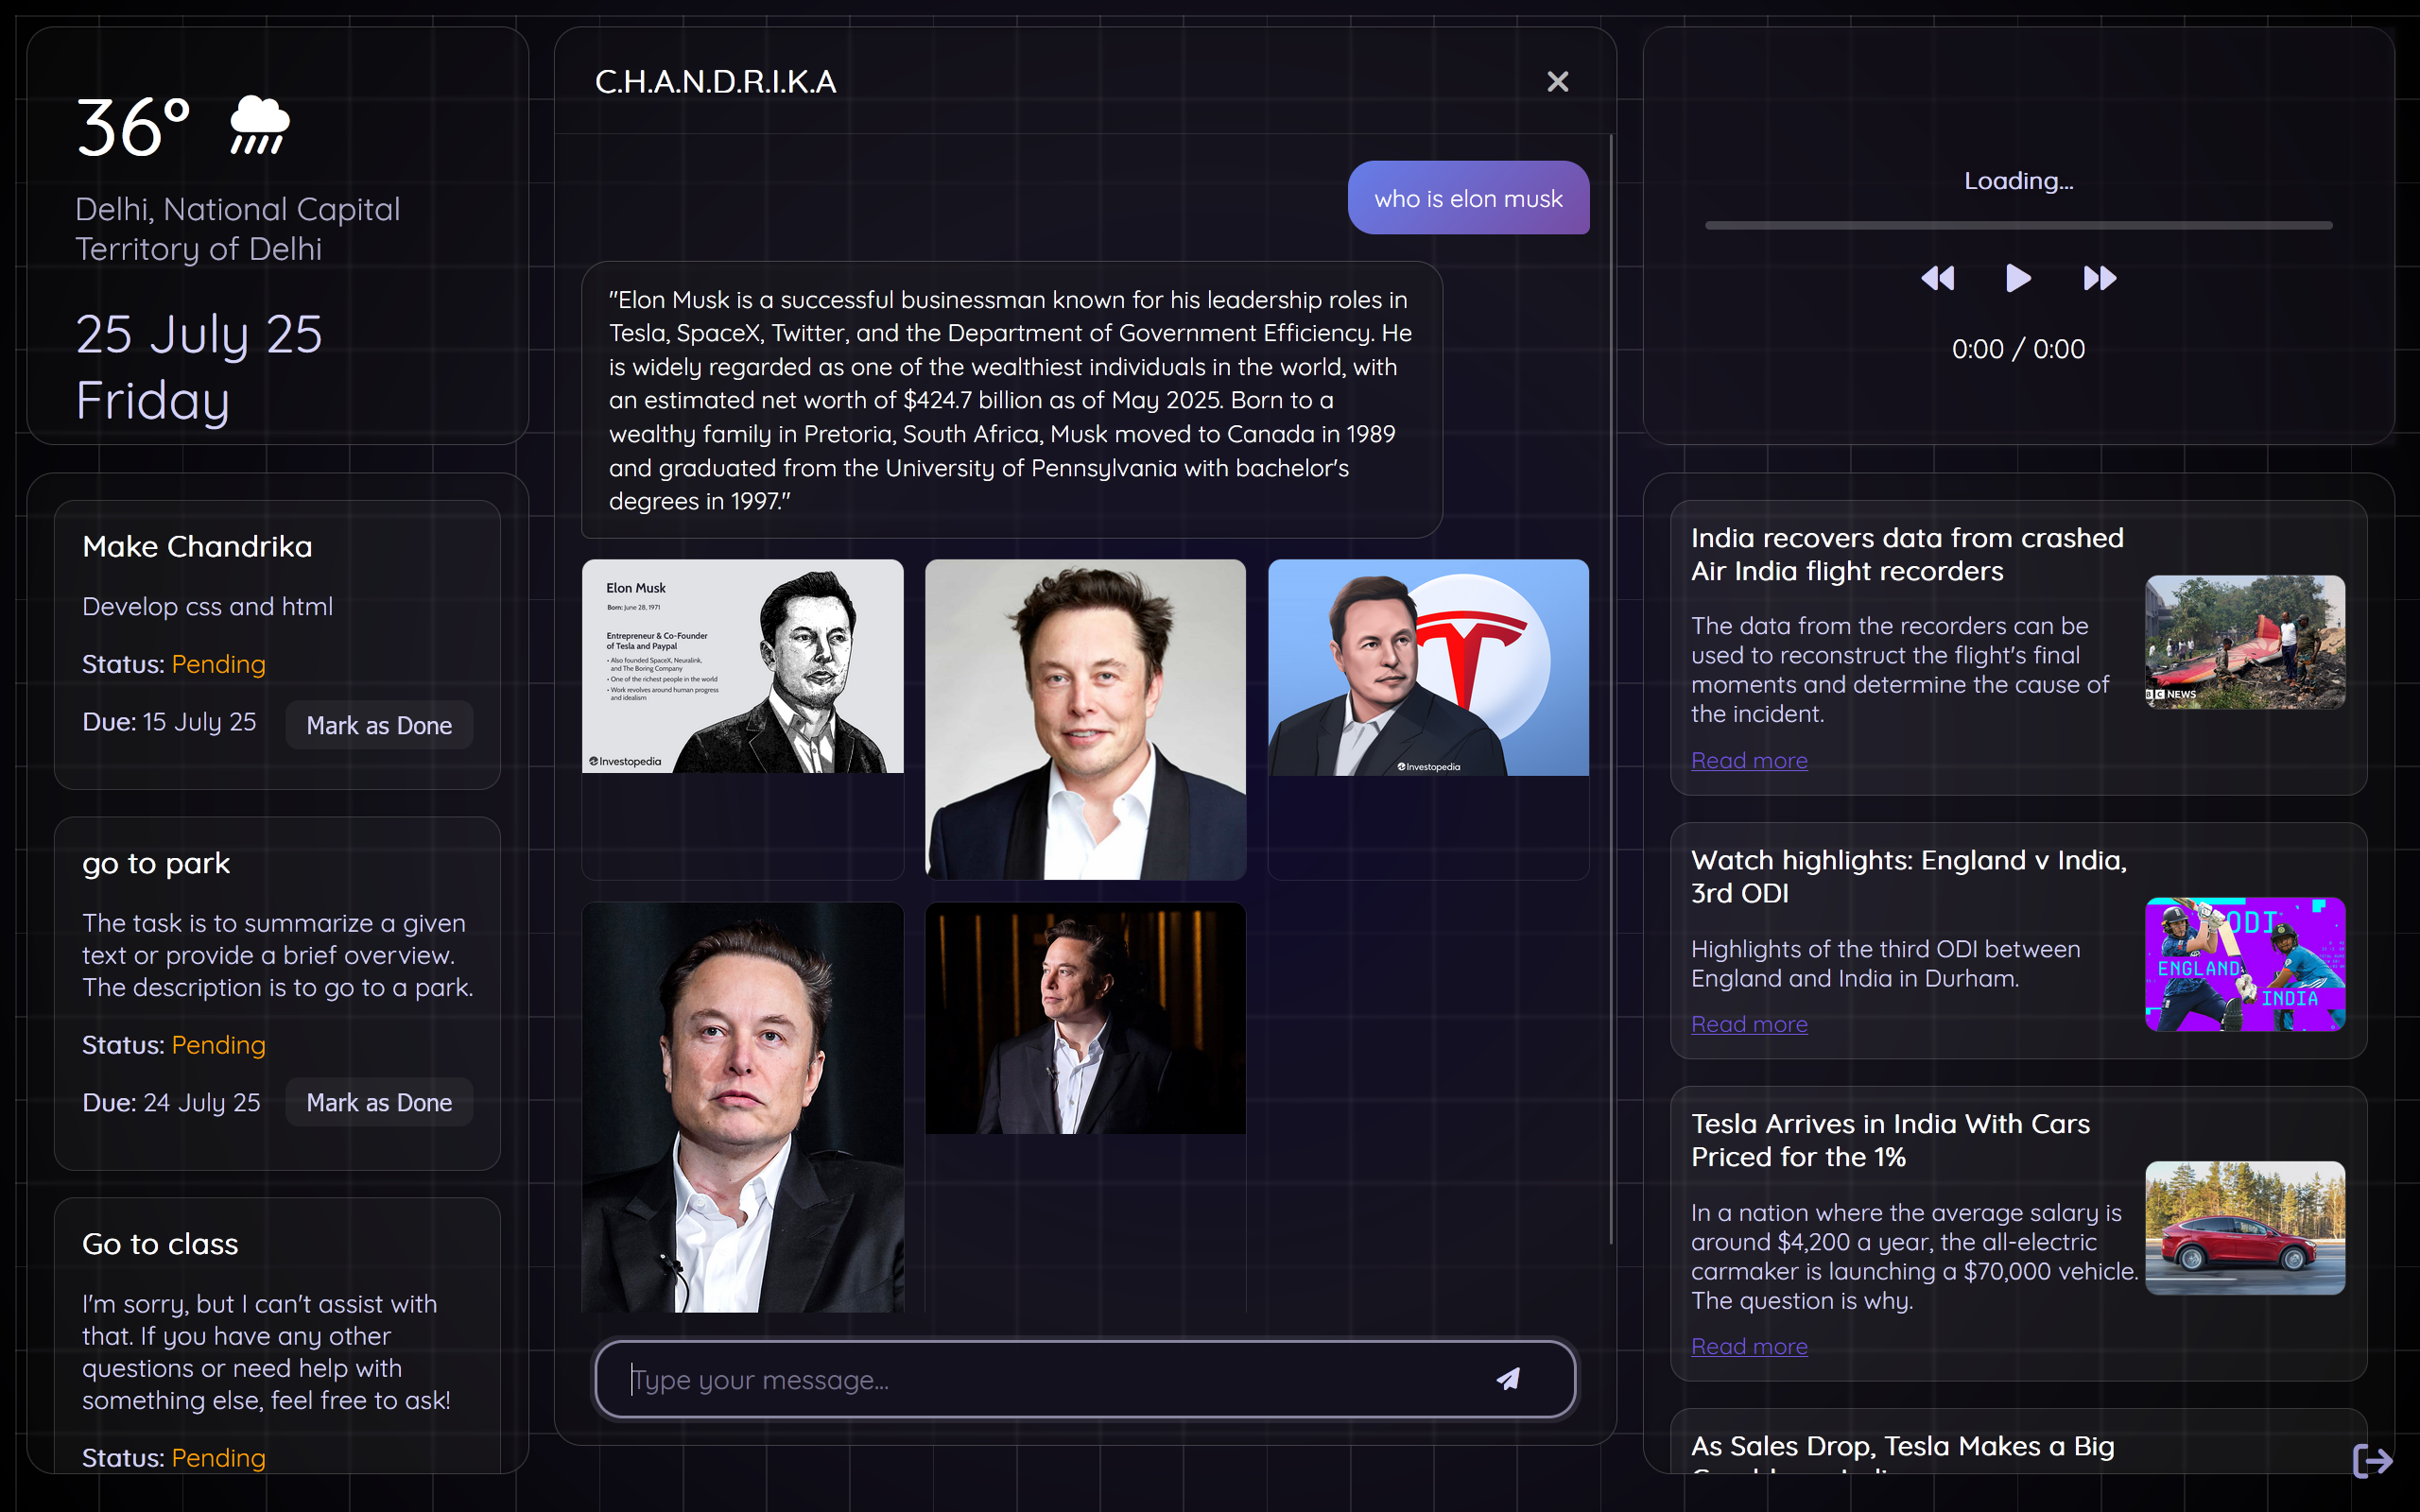 36°
Delhi, National Capital
Territory of Delhi
25 July 25
Friday
Make Chandrika
Develop css and html
Status: Pending
Due: 15 July 25
Mark as Done
go to park
The task is to summarize a given
text or provide a brief overview.
The description is to go to a park.
Status: Pending
Due: 24 July 25
Mark as Done
Go to class
I'm sorry, but I can't assist with
that. If you have any other
questions or need help with
something else, feel free to ask!
Status: Pending
C.H.A.N.D.R.I.K.A
who is elon musk
"Elon Musk is a successful businessman known for his leadership roles in
Tesla, SpaceX, Twitter, and the Department of Government Efficiency. He
is widely regarded as one of the wealthiest individuals in the world, with
an estimated net worth of $424.7 billion as of May 2025. Born to a
wealthy family in Pretoria, South Africa, Musk moved to Canada in 1989
and graduated from the University of Pennsylvania with bachelor's
degrees in 1997."
Elon Musk
Born: June 28, 1971
Entrepreneur & Co-Founder
of Tesla and Paypal
• Also founded SpaceX, Neuralink,
and The Boring Company
• One of the richest people in the world
• Work revolves around human progress
and idealism
Investopedia
Investopedia
Type your message...
Loading...
0:00 / 0:00
India recovers data from crashed
Air India flight recorders
The data from the recorders can be
used to reconstruct the flight's final
moments and determine the cause of
the incident.
Read more
BBC NEWS
Watch highlights: England v India,
3rd ODI
Highlights of the third ODI between
England and India in Durham.
Read more
ODI
ENGLAND
INDIA
Tesla Arrives in India With Cars
Priced for the 1%
In a nation where the average salary is
around $4,200 a year, the all-electric
carmaker is launching a $70,000 vehicle.
The question is why.
Read more
As Sales Drop, Tesla Makes a Big